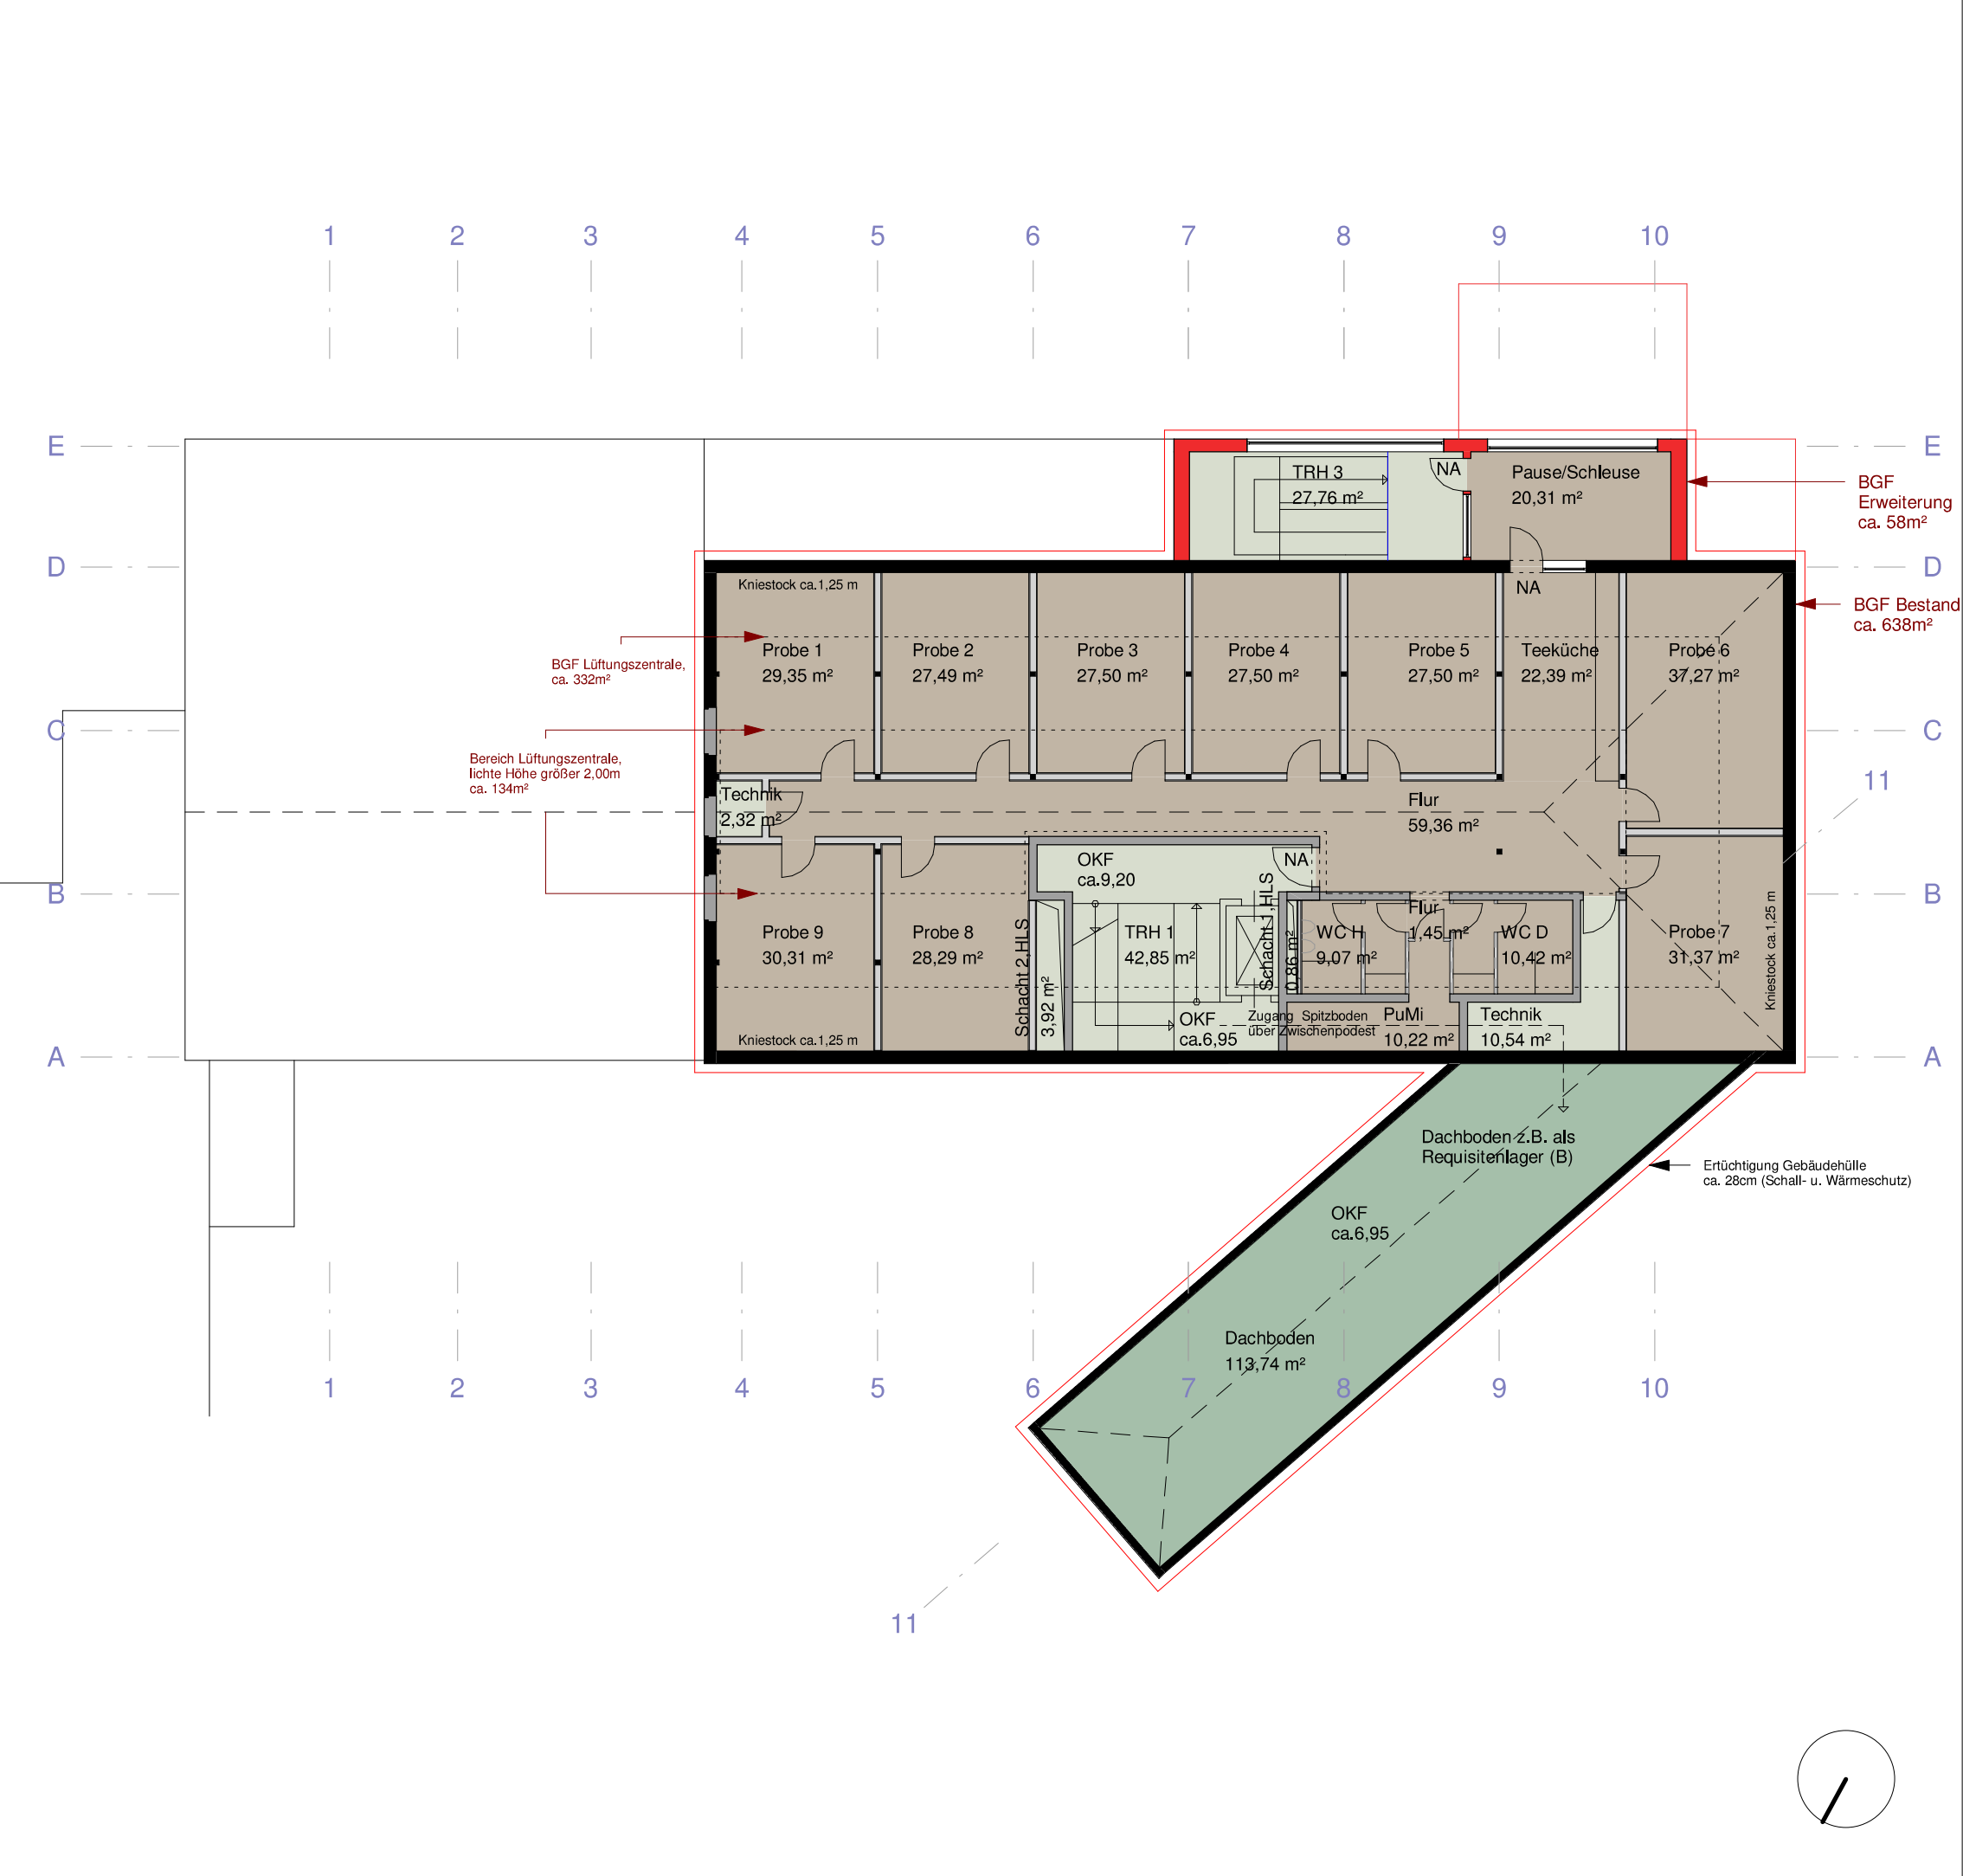 1 2 3 4 5 6 7 8 9 10
E
E
TRH 3
27,76 m²
NA
Pause/Schleuse
20,31 m²
BGF
Erweiterung
ca. 58m²
D
D
NA
Kniestock ca.1,25 m
BGF Bestand
ca. 638m²
BGF Lüftungszentrale,
ca. 332m²
Probe 1
29,35 m²
Probe 2
27,49 m²
Probe 3
27,50 m²
Probe 4
27,50 m²
Probe 5
27,50 m²
Teeküche
22,39 m²
Probe 6
37,27 m²
C
C
Bereich Lüftungszentrale,
lichte Höhe größer 2,00m
ca. 134m²
11
Technik
2,32 m²
Flur
59,36 m²
OKF
ca.9,20
NA
B
B
Probe 9
30,31 m²
Probe 8
28,29 m²
Schacht 2,HLS
3,92 m²
TRH 1
42,85 m²
Schacht 1,HLS
0,86 m²
WC H
9,07 m²
Flur
1,45 m²
WC D
10,42 m²
Probe 7
31,37 m²
Kniestock ca.1,25 m
Kniestock ca.1,25 m
OKF
ca.6,95
Zugang Spitzboden
über Zwischenpodest
PuMi
10,22 m²
Technik
10,54 m²
A
A
Dachboden z.B. als
Requisitenlager (B)
Ertüchtigung Gebäudehülle
ca. 28cm (Schall- u. Wärmeschutz)
OKF
ca.6,95
Dachboden
113,74 m²
1 2 3 4 5 6 7 8 9 10
11